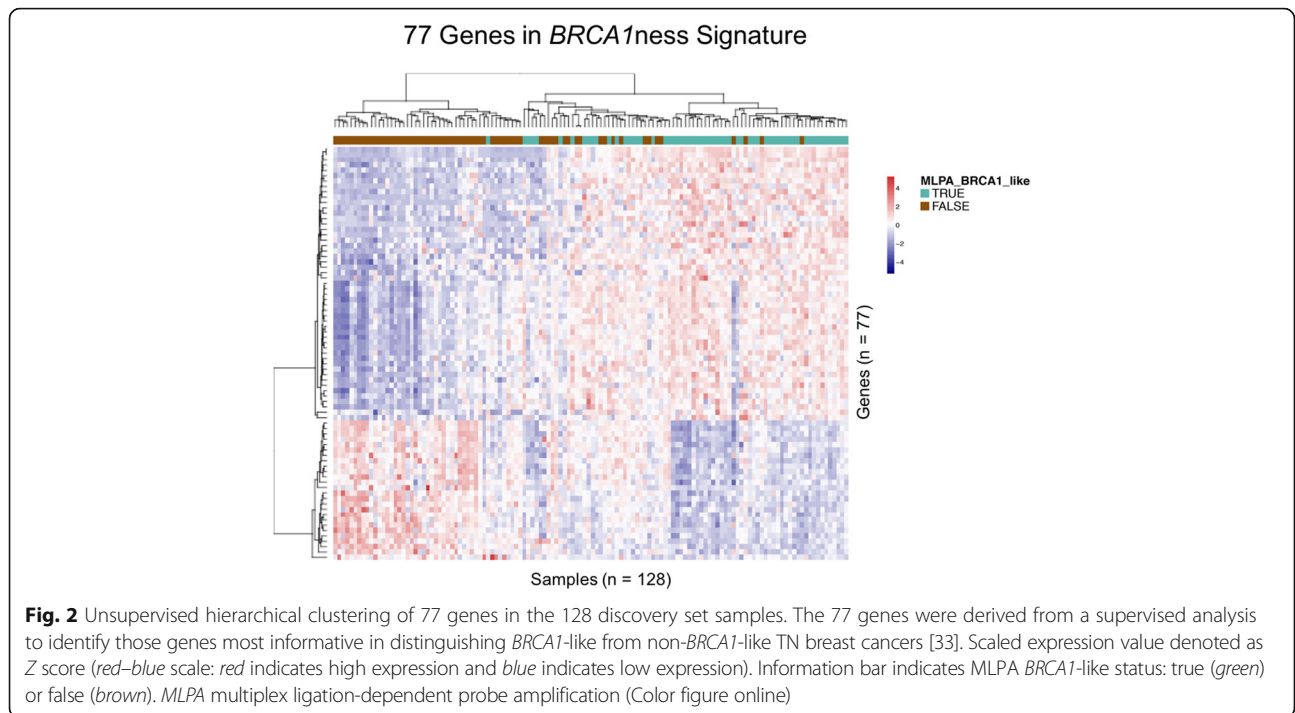 77 Genes in BRCA1ness Signature
MLPA_BRCA1_like
TRUE
FALSE
4
2
0
−2
−4
Genes (n = 77)
Samples (n = 128)
Fig. 2 Unsupervised hierarchical clustering of 77 genes in the 128 discovery set samples. The 77 genes were derived from a supervised analysis
to identify those genes most informative in distinguishing BRCA1-like from non-BRCA1-like TN breast cancers [33]. Scaled expression value denoted as
Z score (red–blue scale: red indicates high expression and blue indicates low expression). Information bar indicates MLPA BRCA1-like status: true (green)
or false (brown). MLPA multiplex ligation-dependent probe amplification (Color figure online)